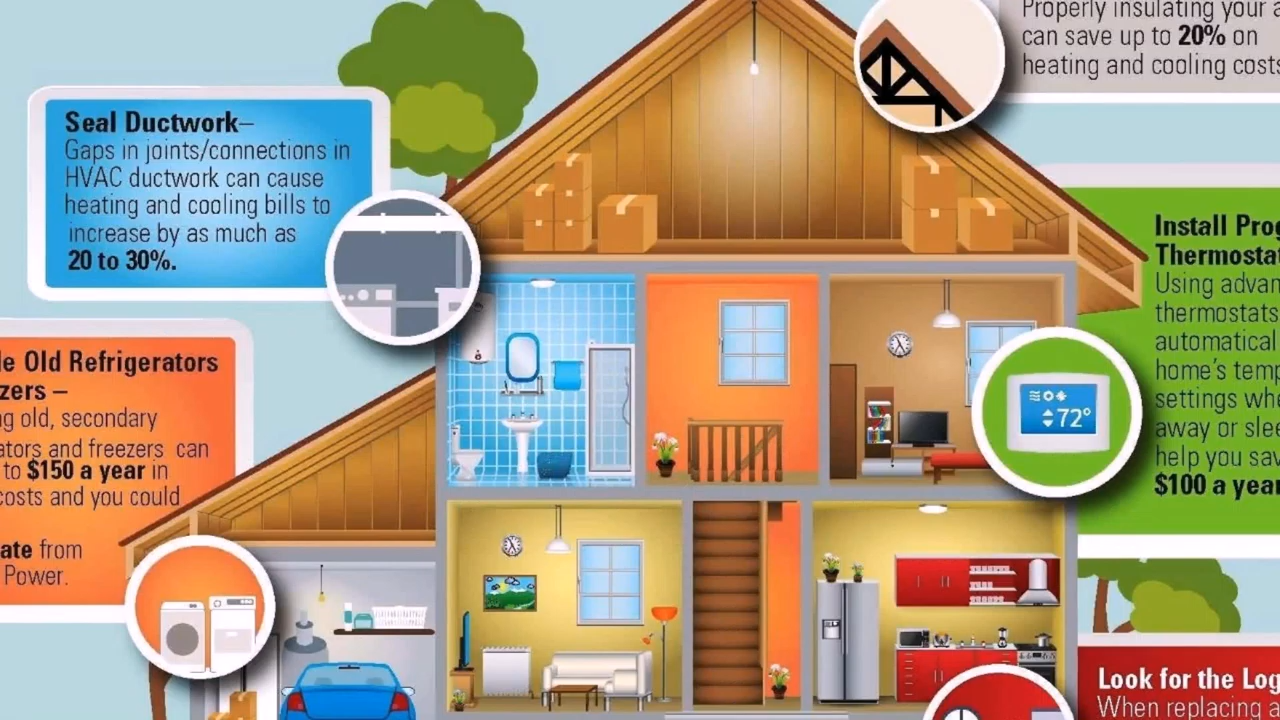 Properly insulating your a
can save up to 20% on
heating and cooling costs
Seal Ductwork–
Gaps in joints/connections in
HVAC ductwork can cause
heating and cooling bills to
increase by as much as
20 to 30%.
Install Prog
Thermostat
Using advan
thermostats
automatical
home's temp
settings whe
away or slee
help you sav
$100 a year
72°
le Old Refrigerators
zers –
ng old, secondary
ators and freezers can
to $150 a year in
costs and you could
ate from
Power.
Look for the Log
When replacing a